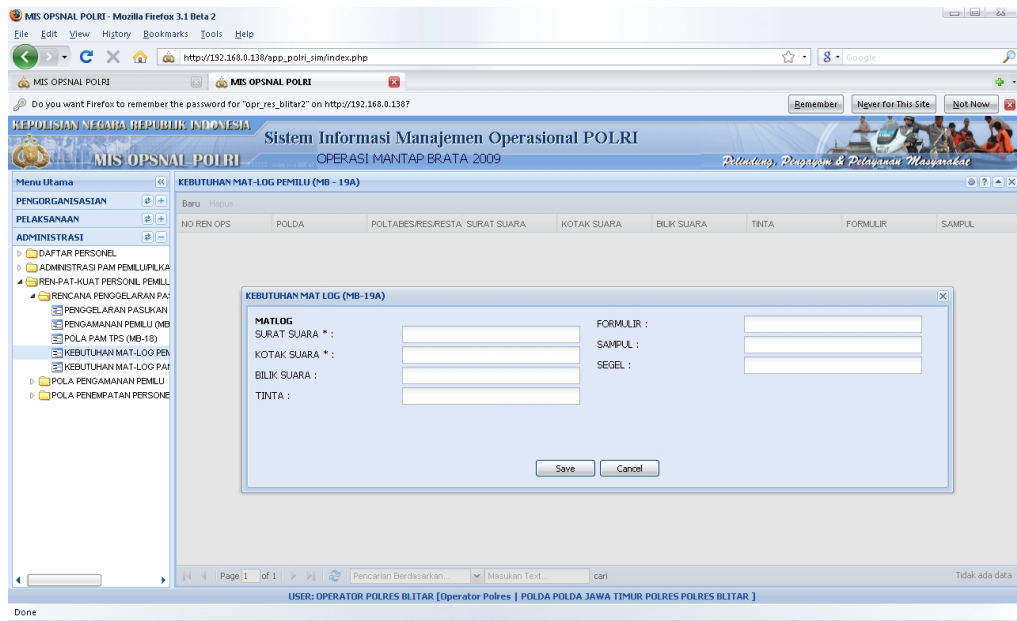 MIS OPSNAL POLRI - Mozilla Firefox 3.1 Beta 2
File Edit View History Bookmarks Tools Help
http://192.168.0.138/app_polri_sim/index.php
Google
MIS OPSNAL POLRI MIS OPSNAL POLRI
Do you want Firefox to remember the password for "opr_res_blitar2" on http://192.168.0.138? Remember Never for This Site Not Now
KEPOLISIAN NEGARA REPUBLIK INDONESIA
MIS OPSNAL POLRI
Sistem Informasi Manajemen Operasional POLRI
OPERASI MANTAP BRATA 2009
Pelindung, Pengayom & Pelayanan Masyarakat
Menu Utama
KEBUTUHAN MAT-LOG PEMILU (MB - 19A)
PENGORGANISASIAN
Baru Hapus
PELAKSANAAN
NO REN OPS POLDA POLTABES/RES/RESTA SURAT SUARA KOTAK SUARA BILIK SUARA TINTA FORMULIR SAMPUL
ADMINISTRASI
DAFTAR PERSONEL
ADMINISTRASI PAM PEMILU/PILKA
REN-PAT-KUAT PERSONIL PEMILU
RENCANA PENGGELARAN PA
PENGGELARAN PASUKAN
PENGAMANAN PEMILU (MB
POLA PAM TPS (MB-18)
KEBUTUHAN MAT-LOG PEM
KEBUTUHAN MAT-LOG PAM
POLA PENGAMANAN PEMILU
POLA PENEMPATAN PERSONE
KEBUTUHAN MAT LOG (MB-19A)
MATLOG
SURAT SUARA * :
KOTAK SUARA * :
BILIK SUARA :
TINTA :
FORMULIR :
SAMPUL :
SEGEL :
Save Cancel
Page 1 of 1 Pencarian Berdasarkan... Masukan Text... cari Tidak ada data
USER: OPERATOR POLRES BLITAR [Operator Polres | POLDA POLDA JAWA TIMUR POLRES POLRES BLITAR ]
Done